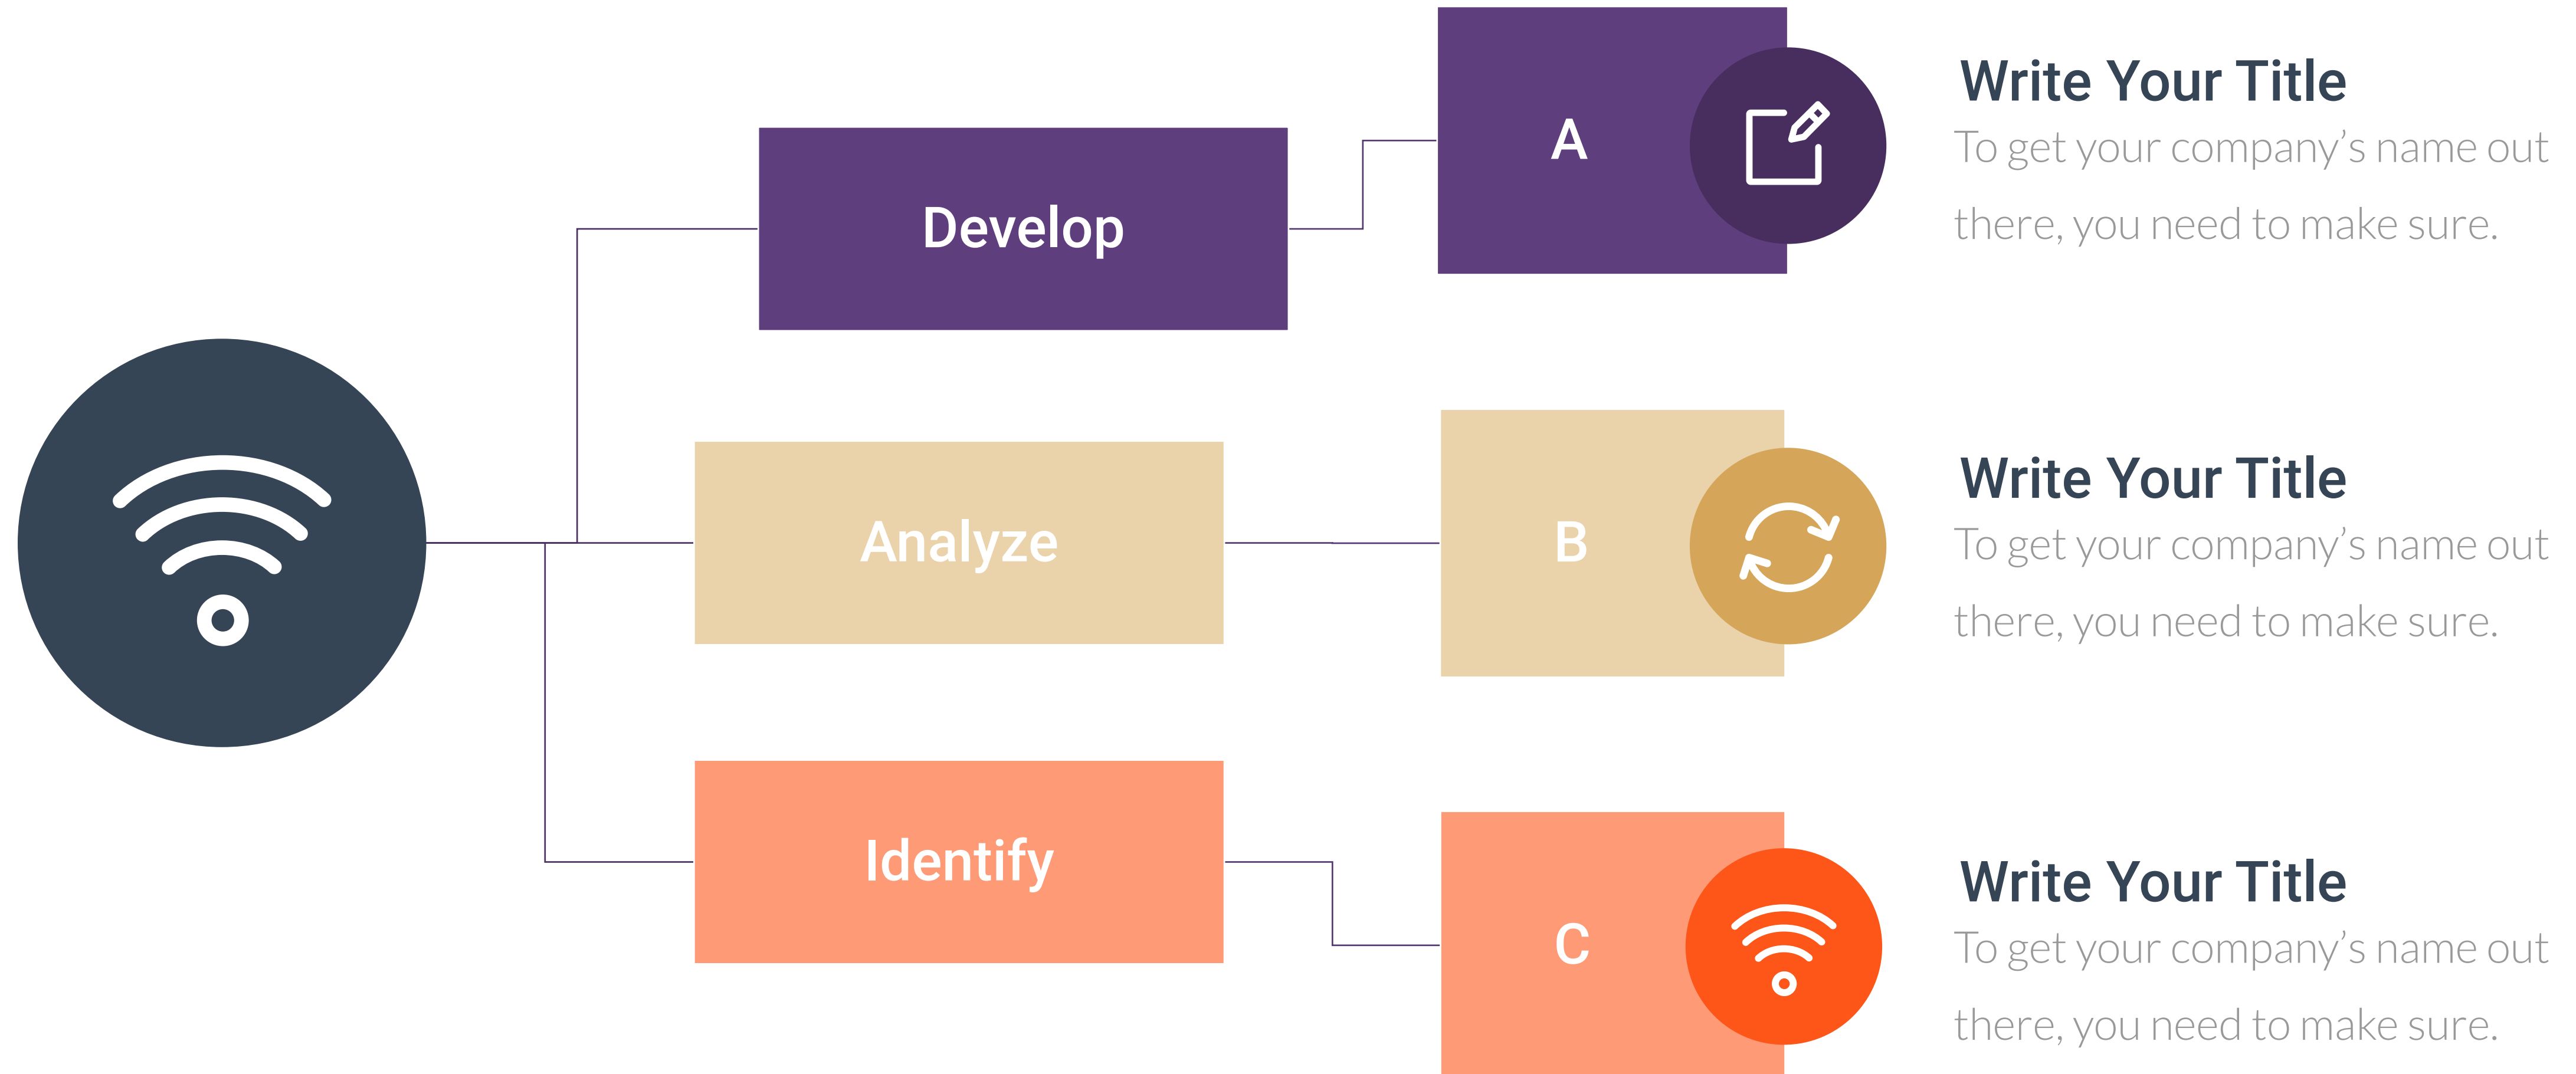 Develop
A
Write Your Title
To get your company’s name out
there, you need to make sure.
Analyze
B
Write Your Title
To get your company’s name out
there, you need to make sure.
Identify
C
Write Your Title
To get your company’s name out
there, you need to make sure.